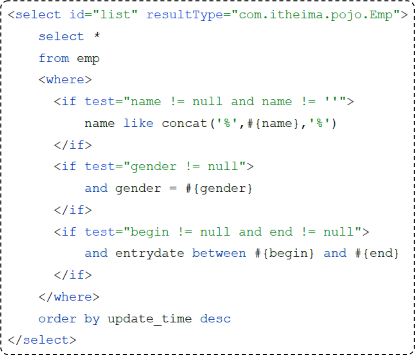 <select id="list" resultType="com.itheima.pojo.Emp">
    select *
    from emp
    <where>
      <if test="name != null and name != ''">
          name like concat('%',#{name},'%')
      </if>
      <if test="gender != null">
          and gender = #{gender}
      </if>
      <if test="begin != null and end != null">
          and entrydate between #{begin} and #{end}
      </if>
    </where>
    order by update_time desc
</select>